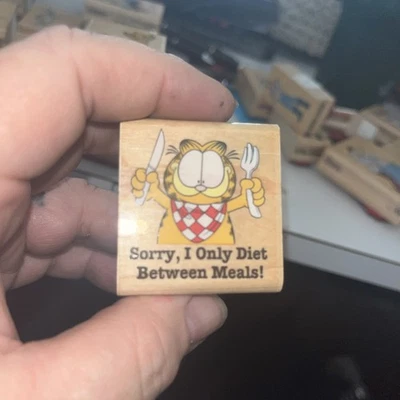 Sorry, I Only Diet
Between Meals!